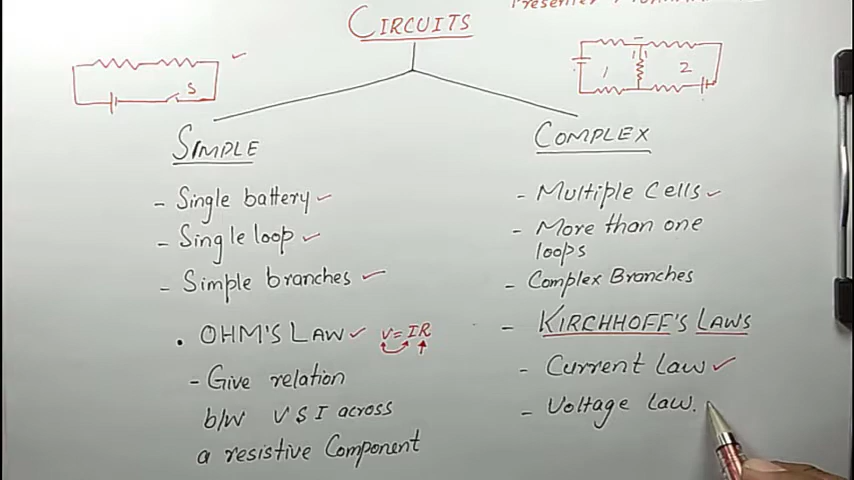 Presenter :
CIRCUITS
S
1
2
SIMPLE
- Single battery ✓
- Single loop ✓
- Simple branches ✓
• OHM'S LAW ✓ V = IR
- Give relation
b/w V & I across
a resistive Component
COMPLEX
- Multiple Cells ✓
- More than one
loops
- Complex Branches
- KIRCHHOFF'S LAWS
- Current law ✓
- Voltage law.